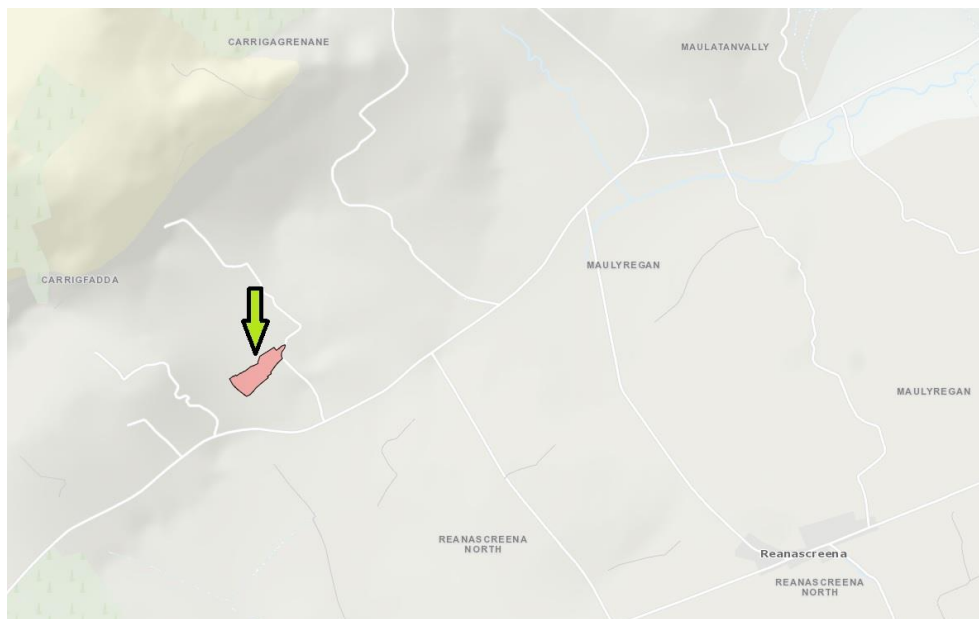 CARRIGAGRENANE
MAULATANVALLY
MAULYREGAN
CARRIGFADDA
MAULYREGAN
REANASCREENA
NORTH
Reanascreena
REANASCREENA
NORTH